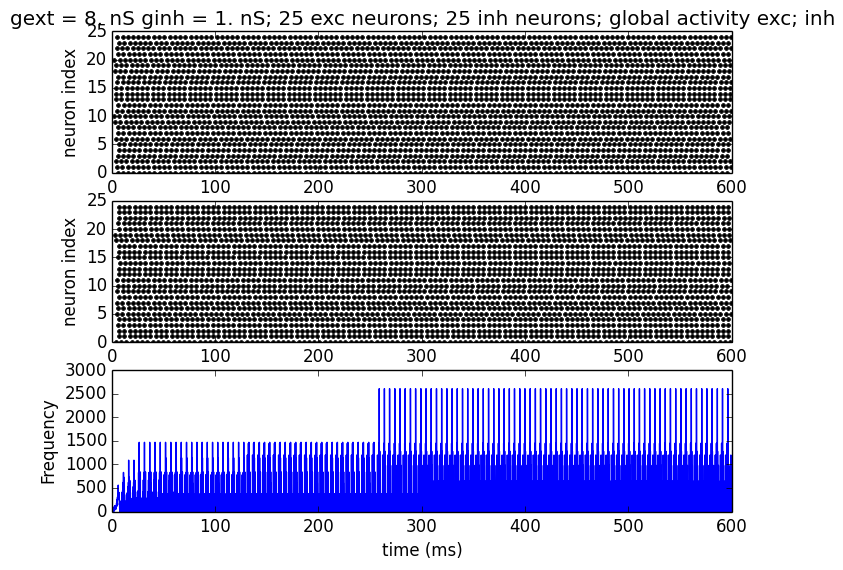 gext = 8. nS ginh = 1. nS; 25 exc neurons; 25 inh neurons; global activity exc; inh
25
20
15
10
5
0
neuron index
0 100 200 300 400 500 600
25
20
15
10
5
0
neuron index
0 100 200 300 400 500 600
3000
2500
2000
1500
1000
500
0
Frequency
0 100 200 300 400 500 600
time (ms)